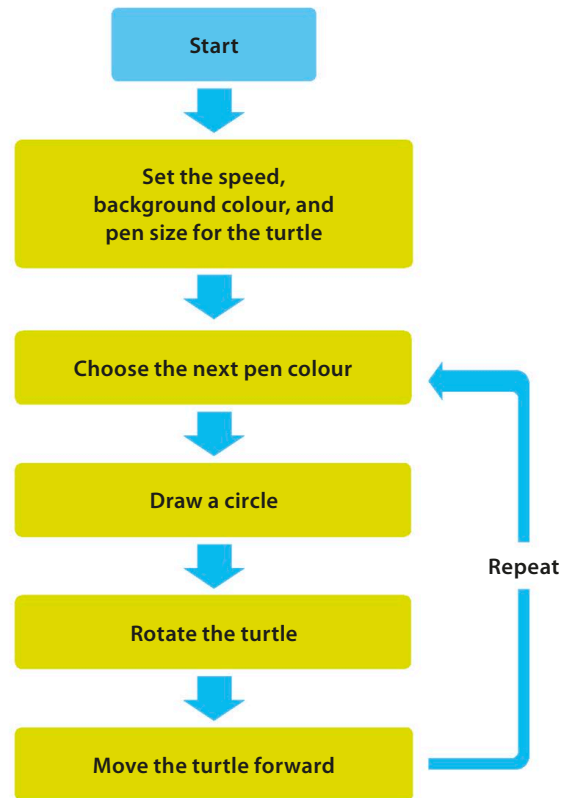 Start
Set the speed,
background colour, and
pen size for the turtle
Choose the next pen colour
Draw a circle
Repeat
Rotate the turtle
Move the turtle forward